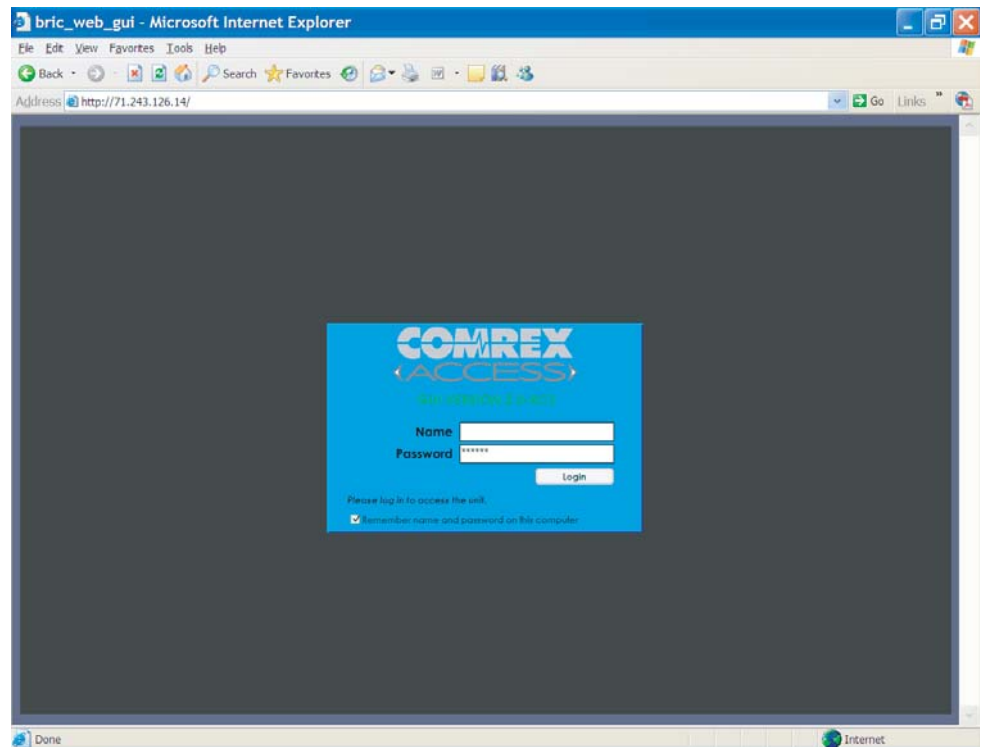 bric_web_gui - Microsoft Internet Explorer
File Edit View Favorites Tools Help
Back Search Favorites
Address http://71.243.126.14/ Go Links »
COMREX
ACCESS
Name
Password ******
Login
Please log in to access the unit.
Remember name and password on this computer
Done Internet